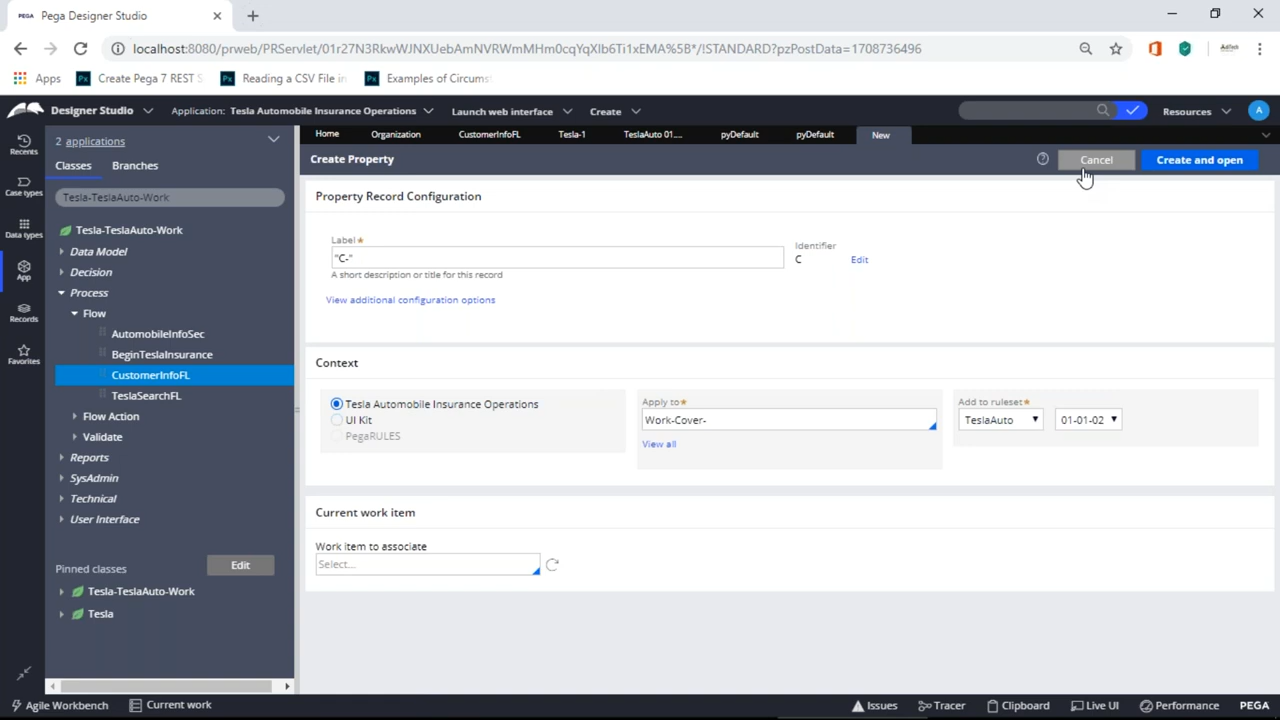 PEGA Pega Designer Studio
localhost:8080/prweb/PRServlet/01r27N3RkwWJNXUebAmNVRWmMHm0cqYqXIb6Ti1xEMA%5B*/!STANDARD?pzPostData=1708736496
Apps Create Pega 7 REST Reading a CSV File in Examples of Circums
Designer Studio Application: Tesla Automobile Insurance Operations Launch web interface Create Resources A
Recents
2 applications
Home Organization CustomerInfoFL Tesla-1 TeslaAuto 01.... pyDefault pyDefault New
Classes Branches
Create Property Cancel Create and open
Case types
Tesla-TeslaAuto-Work
Property Record Configuration
Data types
Tesla-TeslaAuto-Work
Data Model
Label*
"C-"
Identifier
C Edit
A short description or title for this record
App
Decision
Process
View additional configuration options
Records
Flow
AutomobileInfoSec
BeginTeslaInsurance
Favorites
CustomerInfoFL
TeslaSearchFL
Context
Tesla Automobile Insurance Operations
UI Kit
PegaRULES
Apply to*
Work-Cover-
View all
Add to ruleset*
TeslaAuto 01-01-02
Flow Action
Validate
Reports
SysAdmin
Technical
User Interface
Current work item
Work item to associate
Select...
Pinned classes Edit
Tesla-TeslaAuto-Work
Tesla
Agile Workbench Current work Issues Tracer Clipboard Live UI Performance PEGA